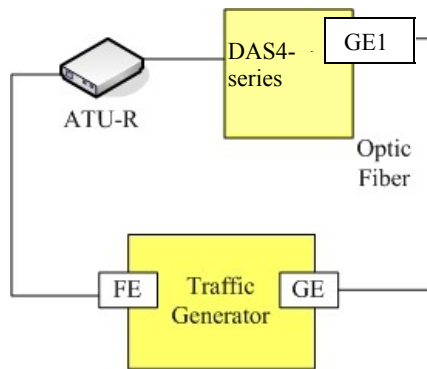 DAS4-
series
GE1
ATU-R
Optic
Fiber
FE
Traffic
Generator
GE